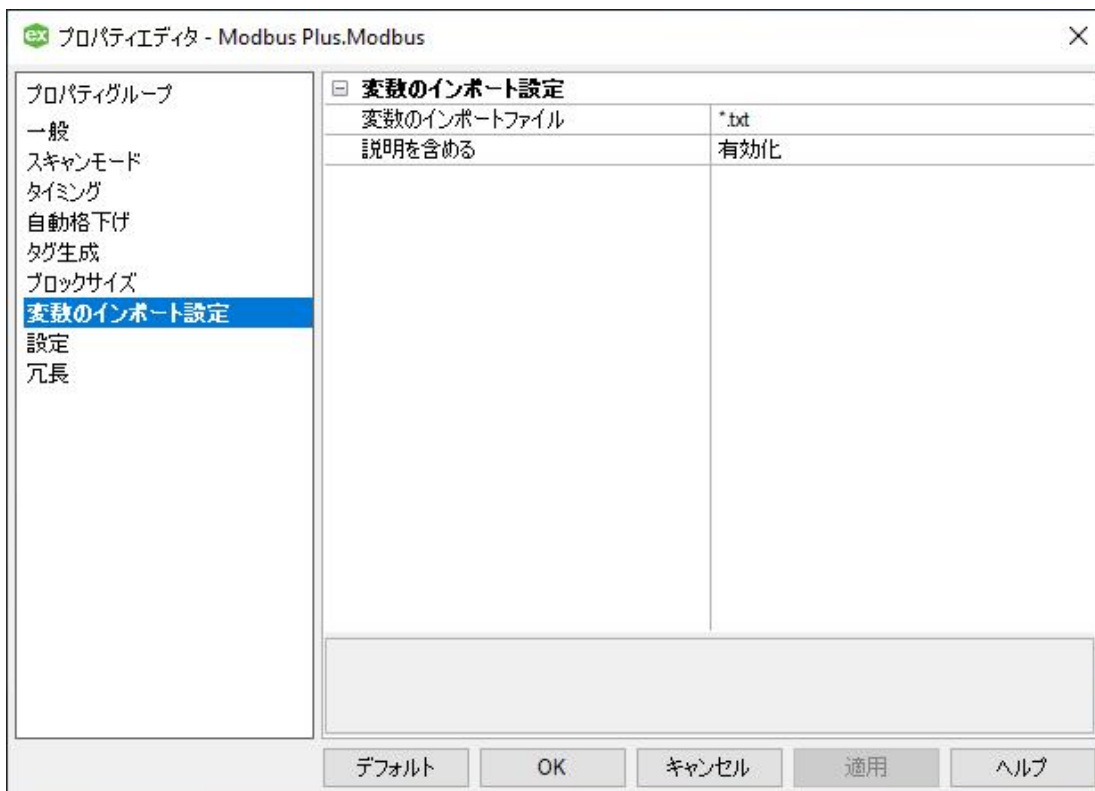 ex プロパティエディタ - Modbus Plus.Modbus
プロパティグループ
一般
スキャンモード
タイミング
自動格下げ
タグ生成
ブロックサイズ
変数のインポート設定
設定
冗長
変数のインポート設定
変数のインポートファイル *.txt
説明を含める 有効化
デフォルト OK キャンセル 適用 ヘルプ